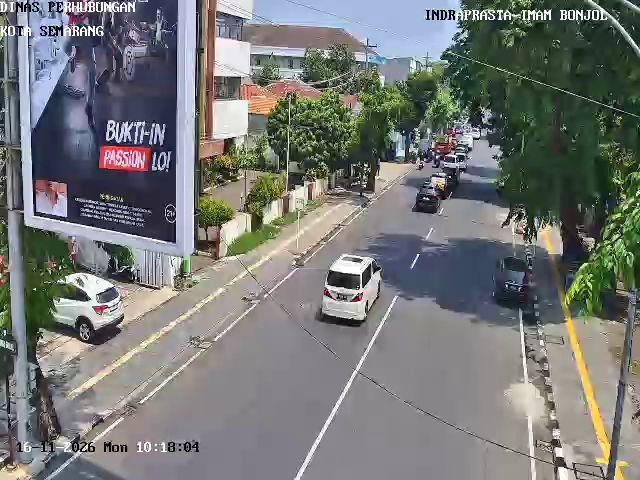 DINAS PERHUBUNGAN
KOTA SEMARANG
INDRAPRASTA-IMAM BONJOL
BUKTI-IN
PASSION LO!
16-11-2026 Mon 10:18:04